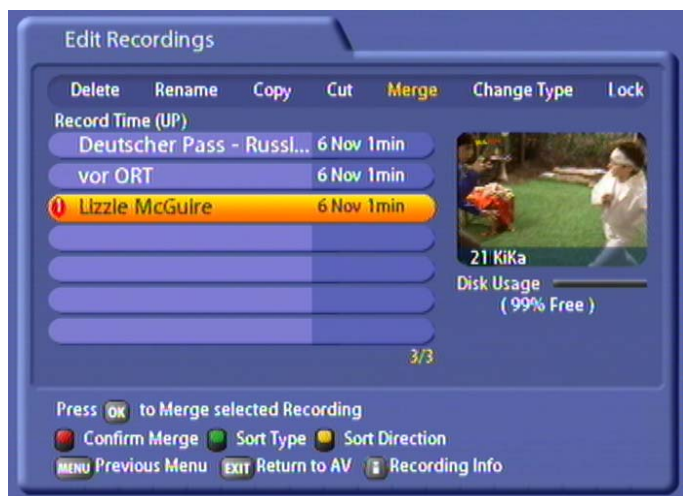 Edit Recordings
Delete Rename Copy Cut Merge Change Type Lock
Record Time (UP)
Deutscher Pass - Russl... 6 Nov 1min
vor ORT 6 Nov 1min
1 Lizzie McGuire 6 Nov 1min
21 KiKa
Disk Usage
( 99% Free )
3/3
Press OK to Merge selected Recording
Confirm Merge Sort Type Sort Direction
MENU Previous Menu EXIT Return to AV i Recording Info